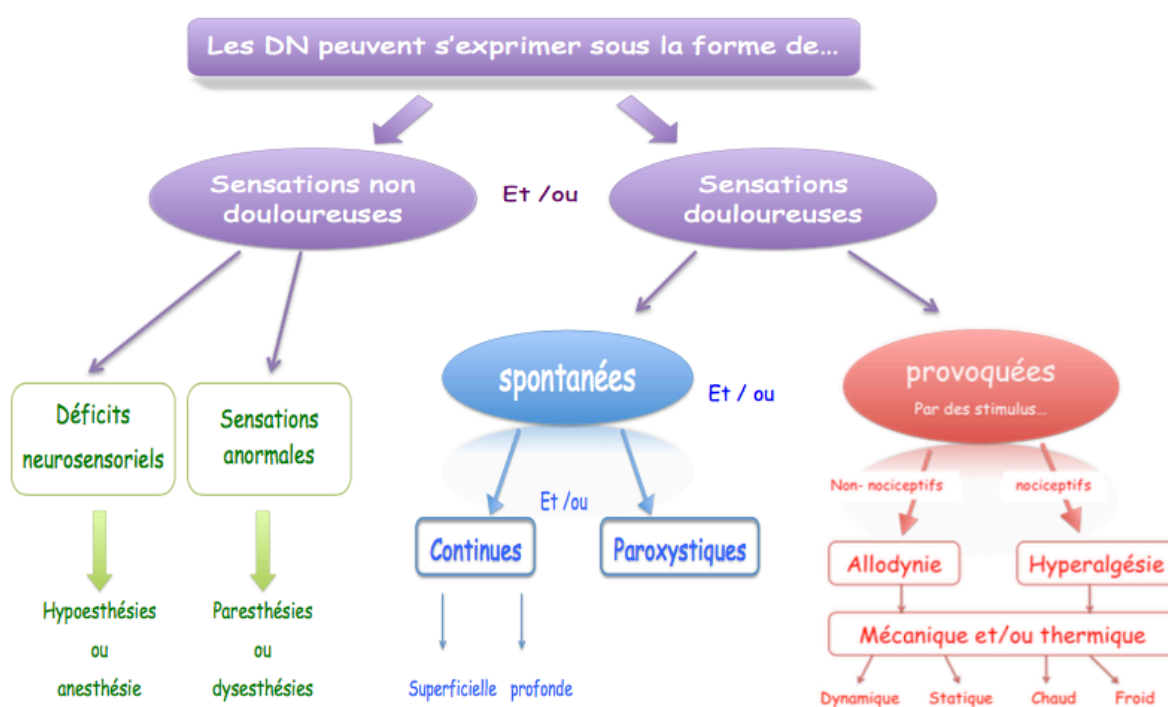 Les DN peuvent s'exprimer sous la forme de...
Sensations non
douloureuses
Et /ou
Sensations
douloureuses
Déficits
neurosensoriels
Sensations
anormales
spontanées
Et / ou
provoquées
Par des stimulus...
Et /ou
Non- nociceptifs
nociceptifs
Continues
Paroxystiques
Allodynie
Hyperalgésie
Hypoesthésies
ou
anesthésie
Paresthésies
ou
dysesthésies
Superficielle
profonde
Mécanique et/ou thermique
Dynamique
Statique
Chaud
Froid